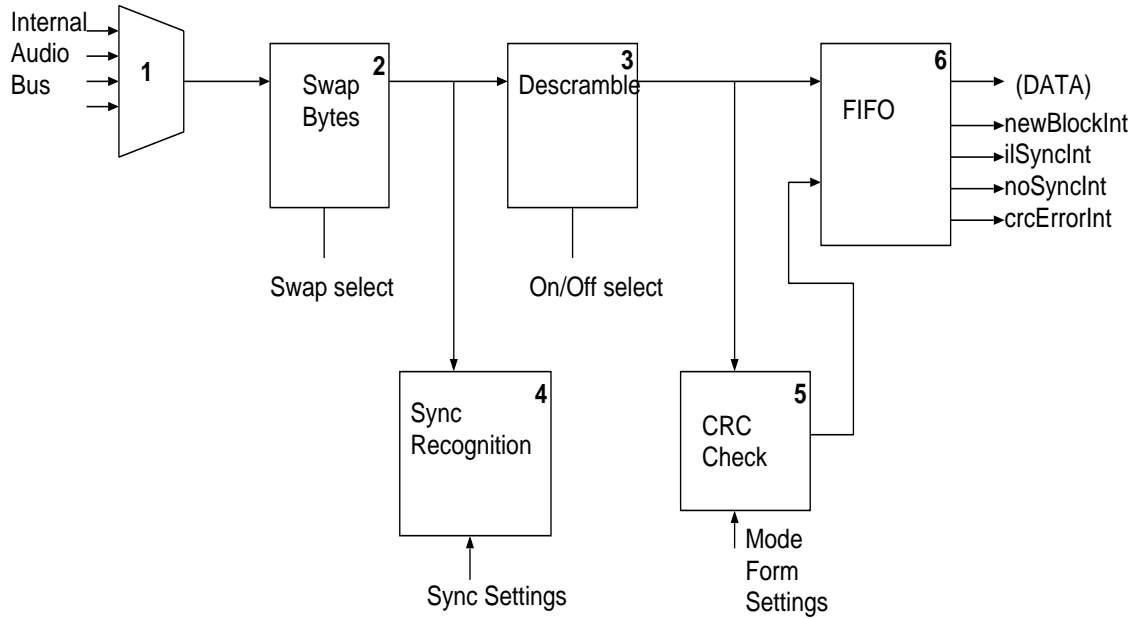 Internal
Audio
Bus
1
2
Swap
Bytes
3
Descramble
6
FIFO
(DATA)
newBlockInt
ilSyncInt
noSyncInt
crcErrorInt
Swap select
On/Off select
4
Sync
Recognition
5
CRC
Check
Sync Settings
Mode
Form
Settings